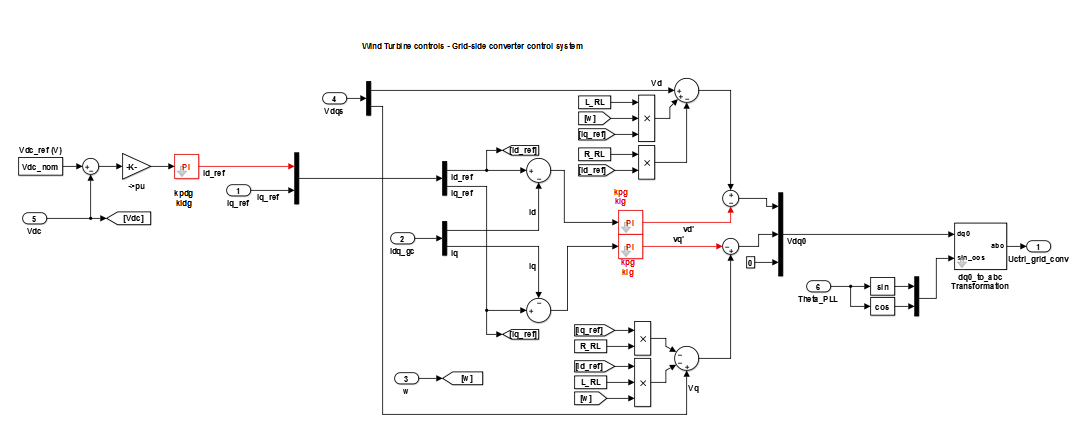 Wind Turbine controls - Grid-side converter control system
4
Vdqs
Vd
L_RL
[w]
[iq_ref]
R_RL
[id_ref]
×
×
Vdc_ref (V)
Vdc_nom
-K-
->pu
PI
kpdg
kidg
id_ref
1
iq_ref
iq_ref
5
Vdc
[Vdc]
[id_ref]
id_ref
iq_ref
id
2
idq_gc
iq
iq
[iq_ref]
kpg
kig
PI
PI
kpg
kig
vd'
vq'
0
Vdq0
6
Theta_PLL
sin
cos
dq0
abc
sin_cos
dq0_to_abc
Transformation
1
Uctrl_grid_conv
[iq_ref]
R_RL
[id_ref]
L_RL
[w]
×
×
Vq
3
w
[w]